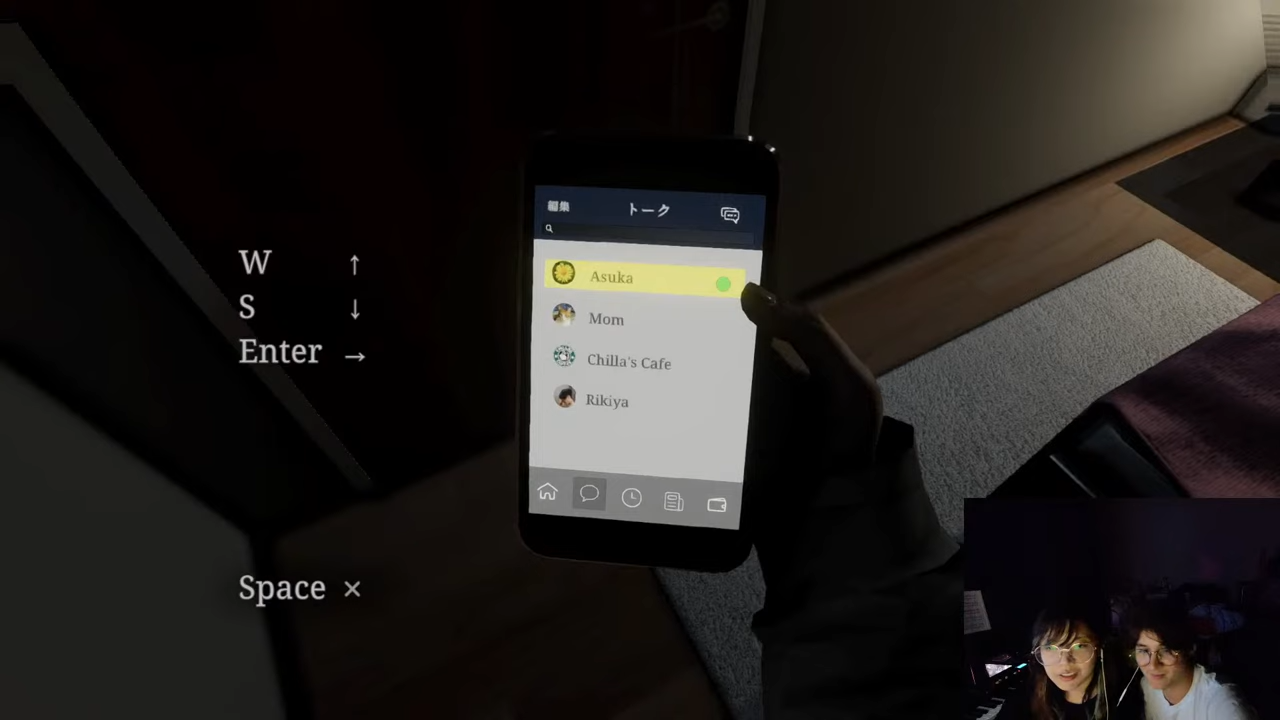 編集 トーク
Asuka
Mom
Chilla's Cafe
Rikiya
W ↑
S ↓
Enter →
Space ×